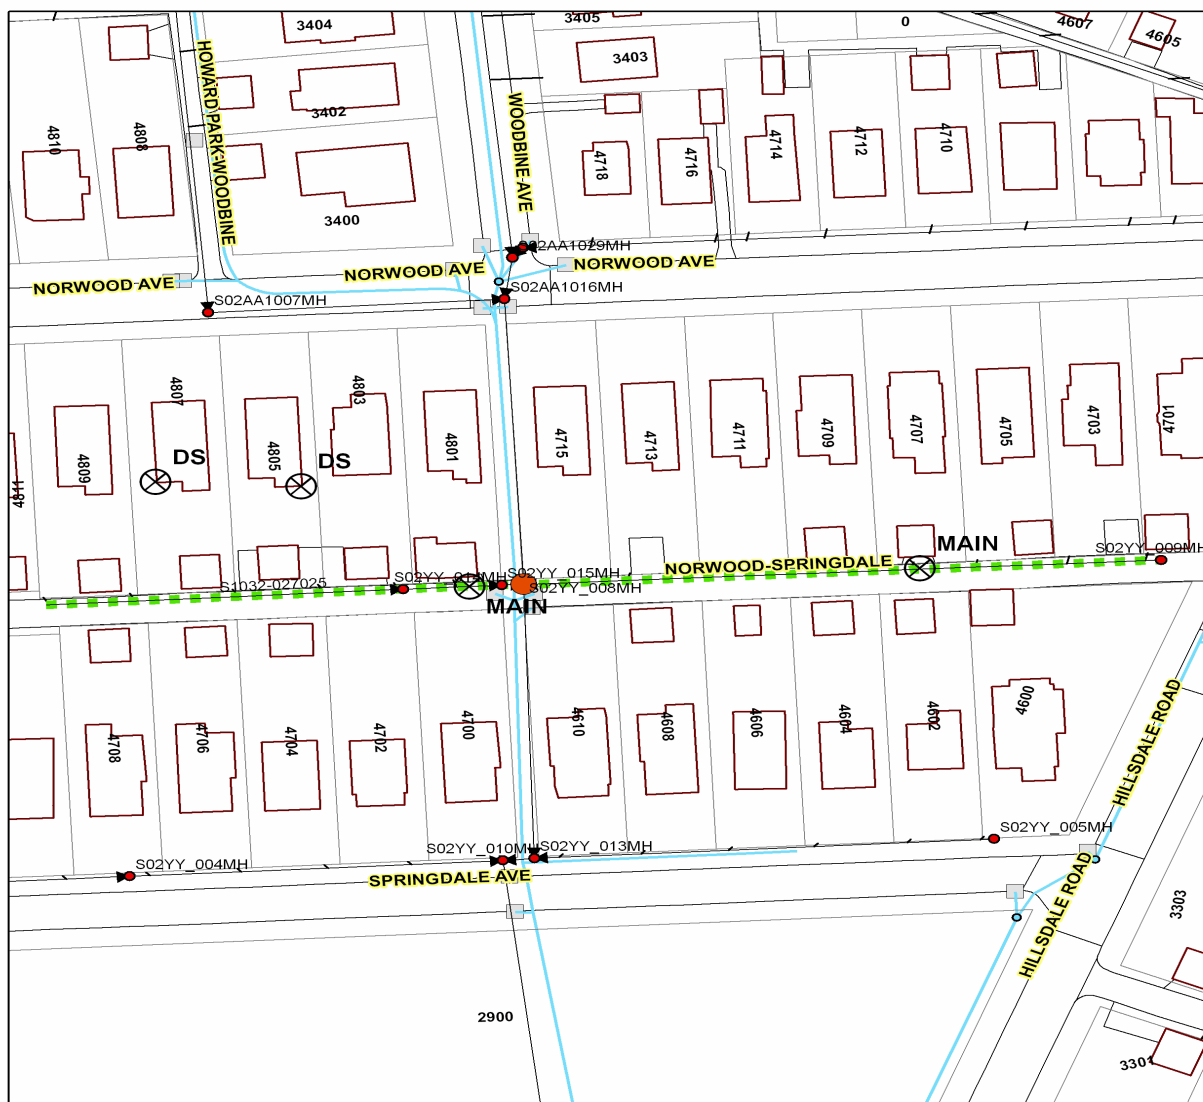 3404
3405
0
4607
4605
HOWARD PARK-WOODBINE
WOODBINE AVE
3403
3402
4810
4808
4718
4716
4714
4712
4710
3400
S02AA1029MH
NORWOOD AVE
NORWOOD AVE
NORWOOD AVE
S02AA1016MH
S02AA1007MH
4811
4809
4807
DS
4805
DS
4803
4801
4715
4713
4711
4709
4707
4705
4703
4701
MAIN
S02YY_009MH
NORWOOD-SPRINGDALE
S02YY_015MH
S1032-027025
S02YY_008MH
MAIN
4708
4706
4704
4702
4700
4610
4608
4606
4604
4602
4600
HILLSDALE ROAD
S02YY_005MH
S02YY_010MH
S02YY_013MH
S02YY_004MH
SPRINGDALE AVE
HILLSDALE ROAD
3303
2900
3301